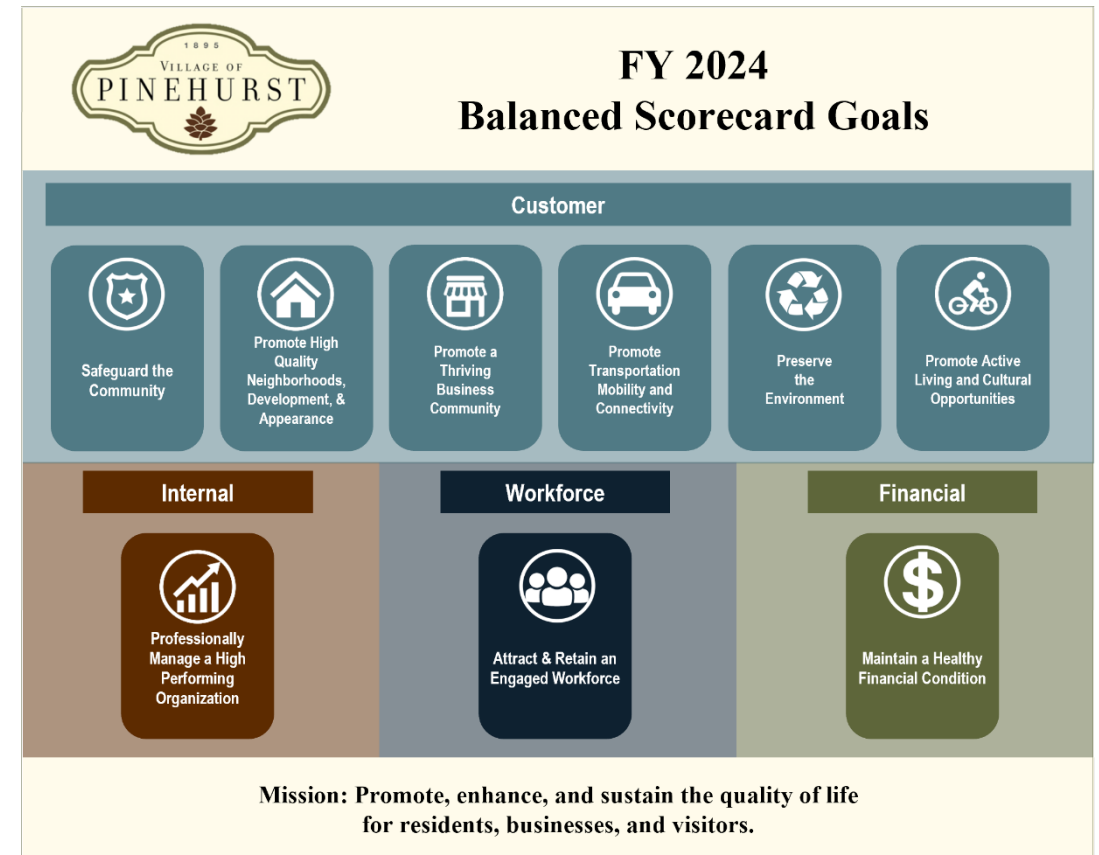 1895
VILLAGE OF
PINEHURST
FY 2024
Balanced Scorecard Goals
Customer
Safeguard the
Community
Promote High
Quality
Neighborhoods,
Development, &
Appearance
Promote a
Thriving
Business
Community
Promote
Transportation
Mobility and
Connectivity
Preserve
the
Environment
Promote Active
Living and Cultural
Opportunities
Internal
Professionally
Manage a High
Performing
Organization
Workforce
Attract & Retain an
Engaged Workforce
Financial
$
Maintain a Healthy
Financial Condition
Mission: Promote, enhance, and sustain the quality of life
for residents, businesses, and visitors.